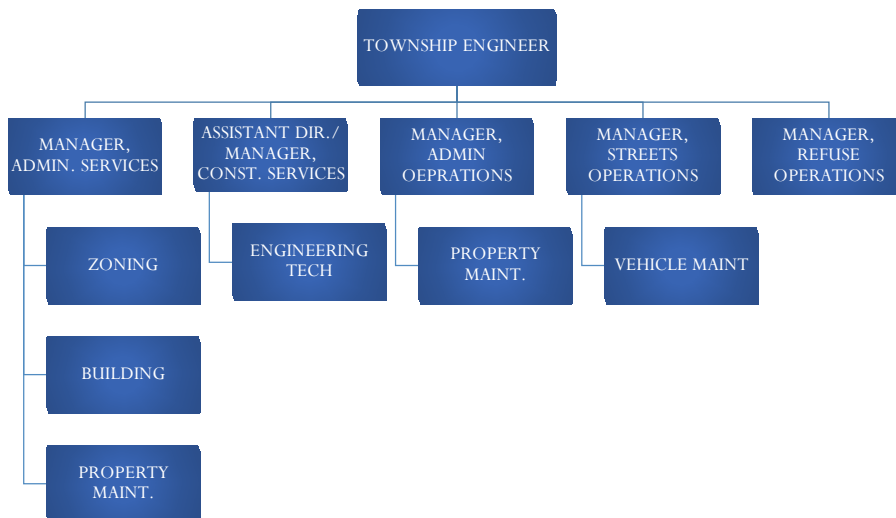 TOWNSHIP ENGINEER
MANAGER,
ADMIN. SERVICES
ASSISTANT DIR./
MANAGER,
CONST. SERVICES
MANAGER,
ADMIN
OEPRATIONS
MANAGER,
STREETS
OPERATIONS
MANAGER,
REFUSE
OPERATIONS
ZONING
ENGINEERING
TECH
PROPERTY
MAINT.
VEHICLE MAINT
BUILDING
PROPERTY
MAINT.